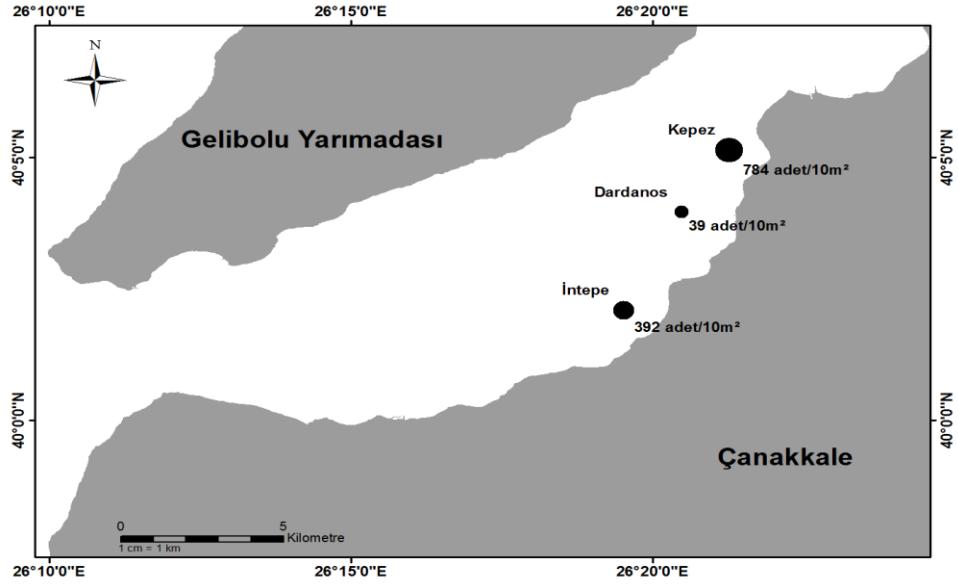 26°10'0"E 26°15'0"E 26°20'0"E
N
Kepez
Gelibolu Yarımadası
40°5'0"N 40°5'0"N
784 adet/10m²
Dardanos
39 adet/10m²
İntepe
392 adet/10m²
40°0'0"N 40°0'0"N
Çanakkale
0 5
Kilometre
1 cm = 1 km
26°10'0"E 26°15'0"E 26°20'0"E